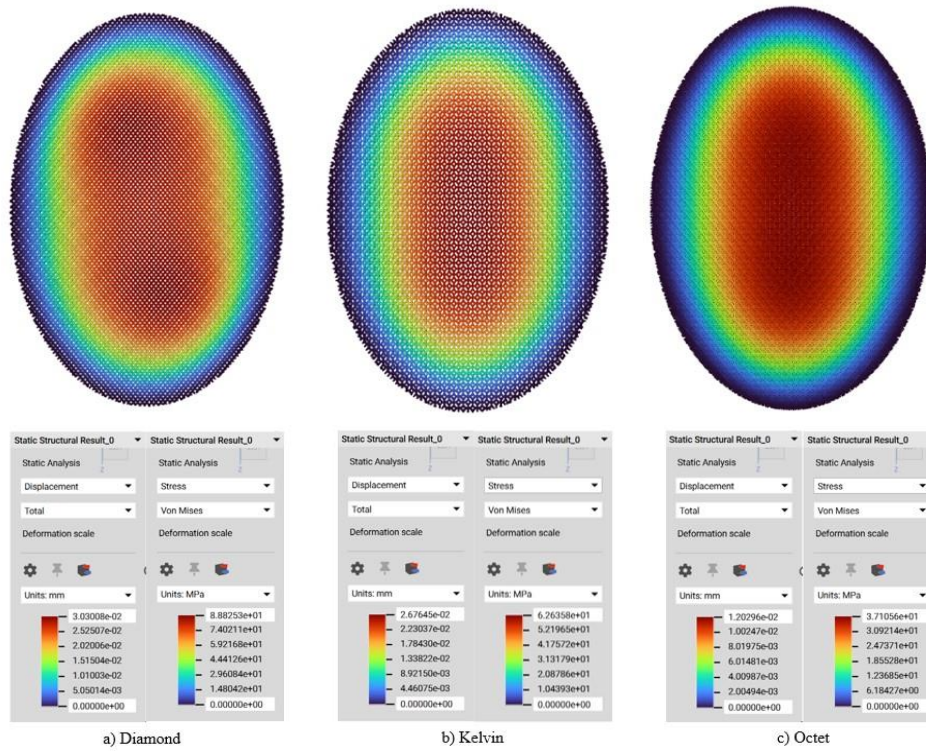 Static Structural Result_0
Static Analysis
Displacement
Total
Deformation scale
Units: mm
3.03008e-02
2.52507e-02
2.02006e-02
1.51504e-02
1.01003e-02
5.05014e-03
0.00000e+00
Static Structural Result_0
Static Analysis
Stress
Von Mises
Deformation scale
Units: MPa
8.88253e+01
7.40211e+01
5.92168e+01
4.44126e+01
2.96084e+01
1.48042e+01
0.00000e+00
a) Diamond
Static Structural Result_0
Static Analysis
Displacement
Total
Deformation scale
Units: mm
2.67645e-02
2.23037e-02
1.78430e-02
1.33822e-02
8.92150e-03
4.46075e-03
0.00000e+00
Static Structural Result_0
Static Analysis
Stress
Von Mises
Deformation scale
Units: MPa
6.26358e+01
5.21965e+01
4.17572e+01
3.13179e+01
2.08786e+01
1.04393e+01
0.00000e+00
b) Kelvin
Static Structural Result_0
Static Analysis
Displacement
Total
Deformation scale
Units: mm
1.20296e-02
1.00247e-02
8.01975e-03
6.01481e-03
4.00987e-03
2.00494e-03
0.00000e+00
Static Structural Result_0
Static Analysis
Stress
Von Mises
Deformation scale
Units: MPa
3.71056e+01
3.09214e+01
2.47371e+01
1.85528e+01
1.23685e+01
6.18427e+00
0.00000e+00
c) Octet